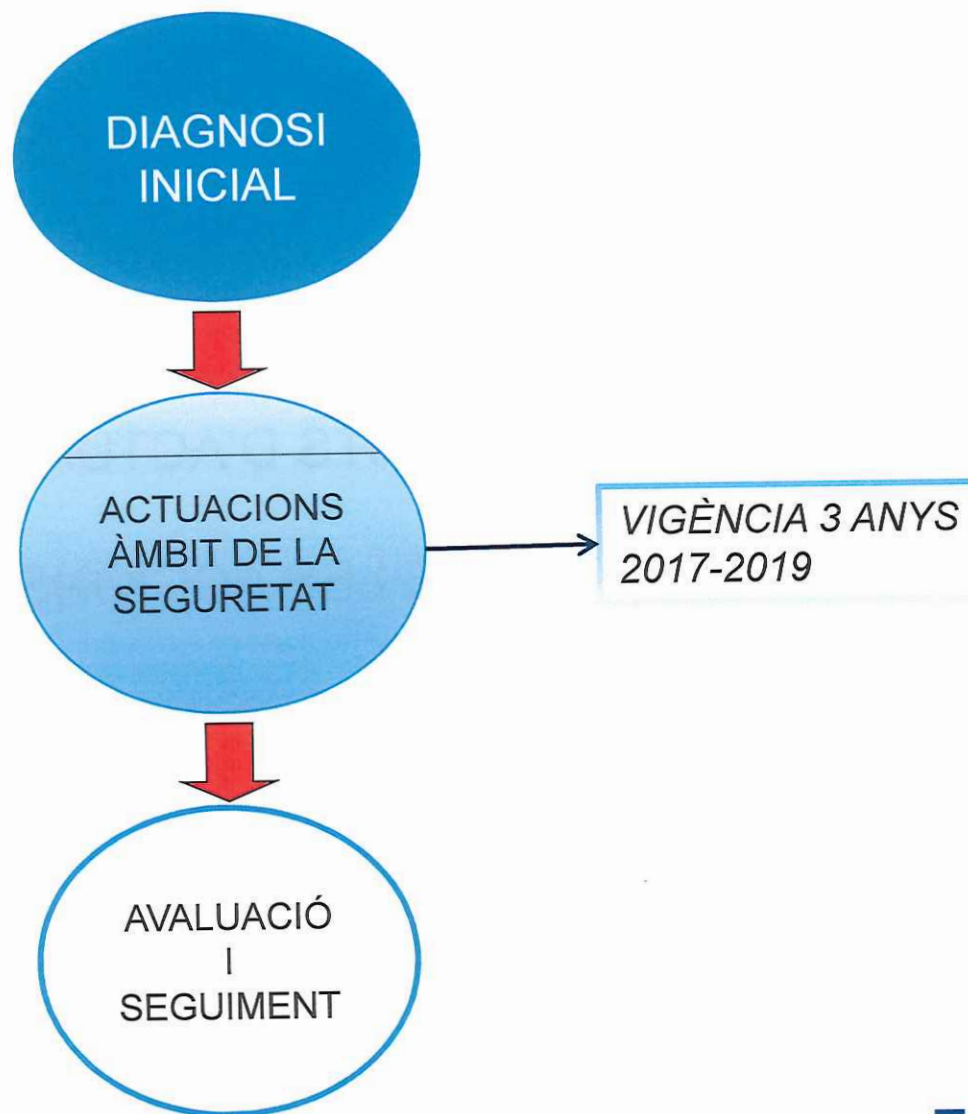 DIAGNOSI
INICIAL
ACTUACIONS
ÀMBIT DE LA
SEGURETAT
VIGÈNCIA 3 ANYS
2017-2019
AVALUACIÓ
I
SEGUIMENT